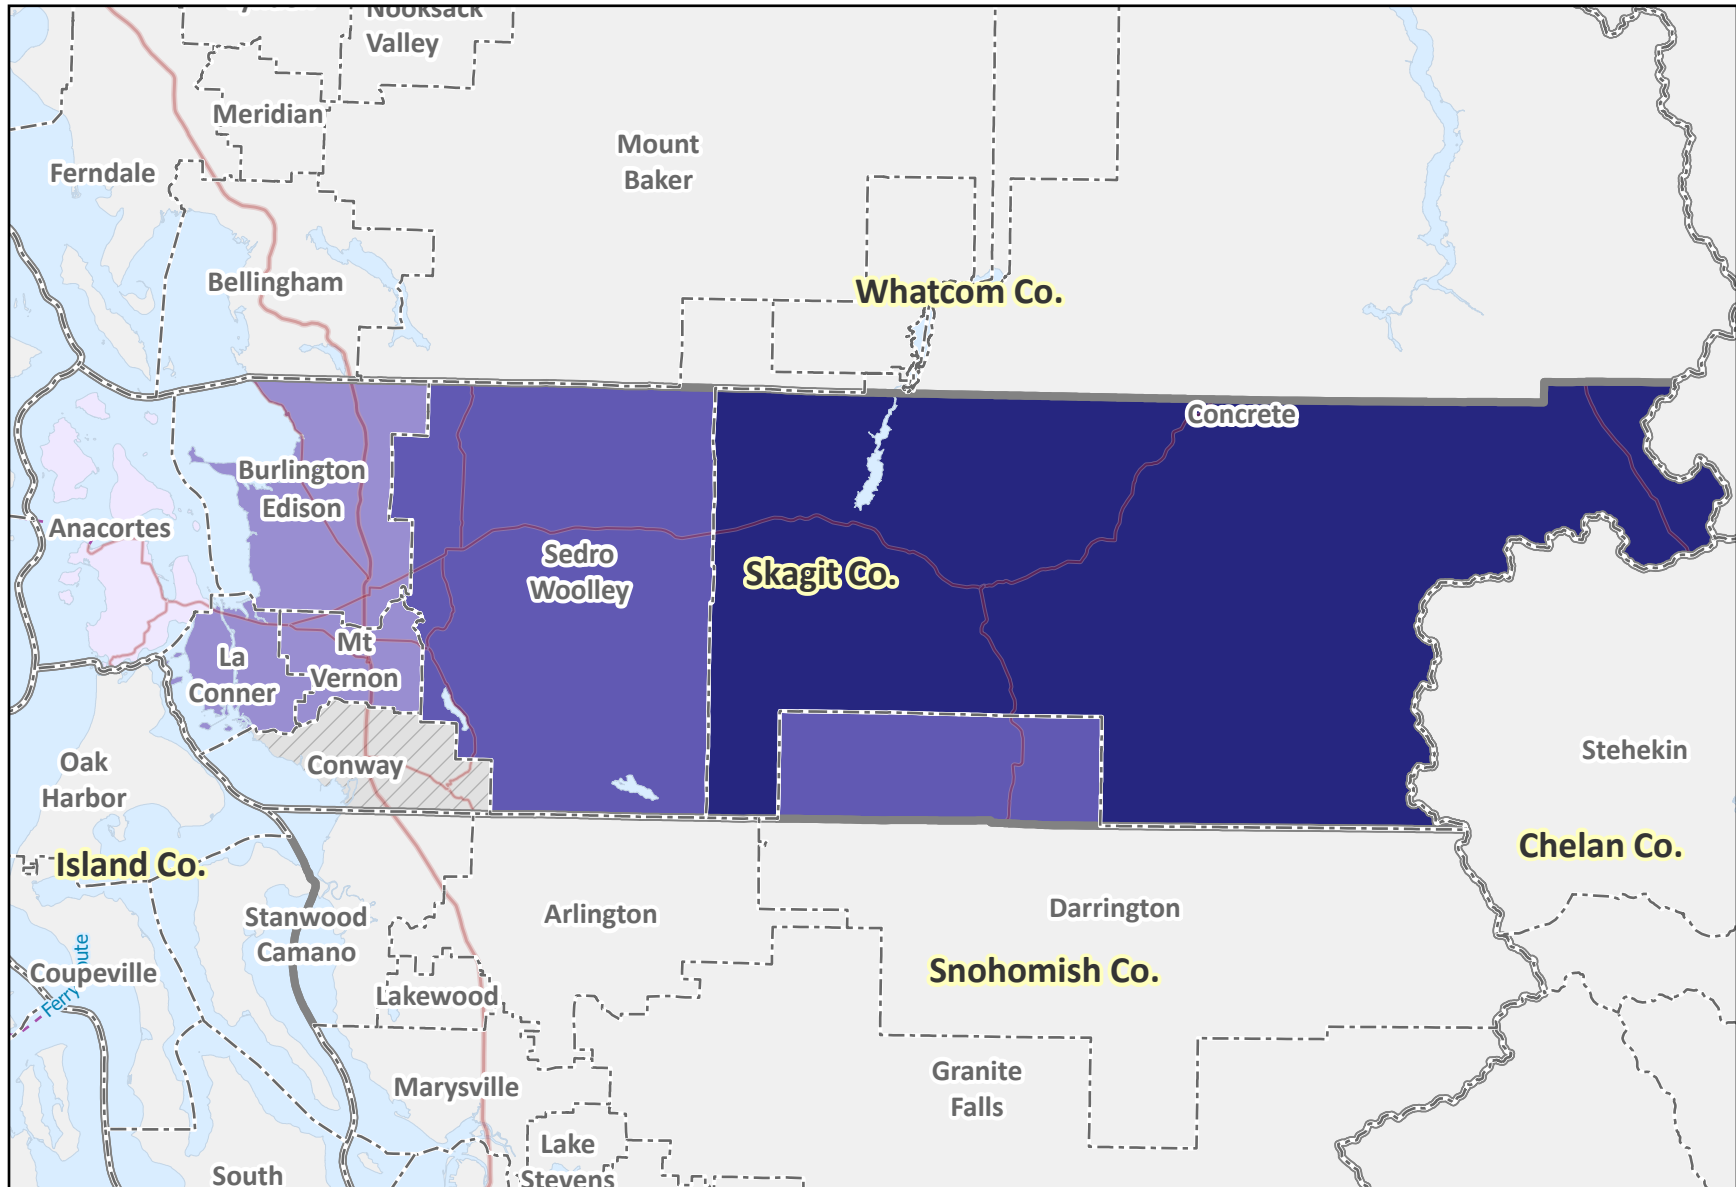 Nooksack
Valley
Meridian
Mount
Baker
Ferndale
Bellingham
Whatcom Co.
Concrete
Burlington
Edison
Anacortes
Sedro
Woolley
Skagit Co.
Mt
Vernon
La
Conner
Conway
Oak
Harbor
Stehekin
Island Co.
Chelan Co.
Stanwood
Camano
Arlington
Darrington
Coupeville
Snohomish Co.
Lakewood
Ferry
Marysville
Granite
Falls
Lake
Stevens
South